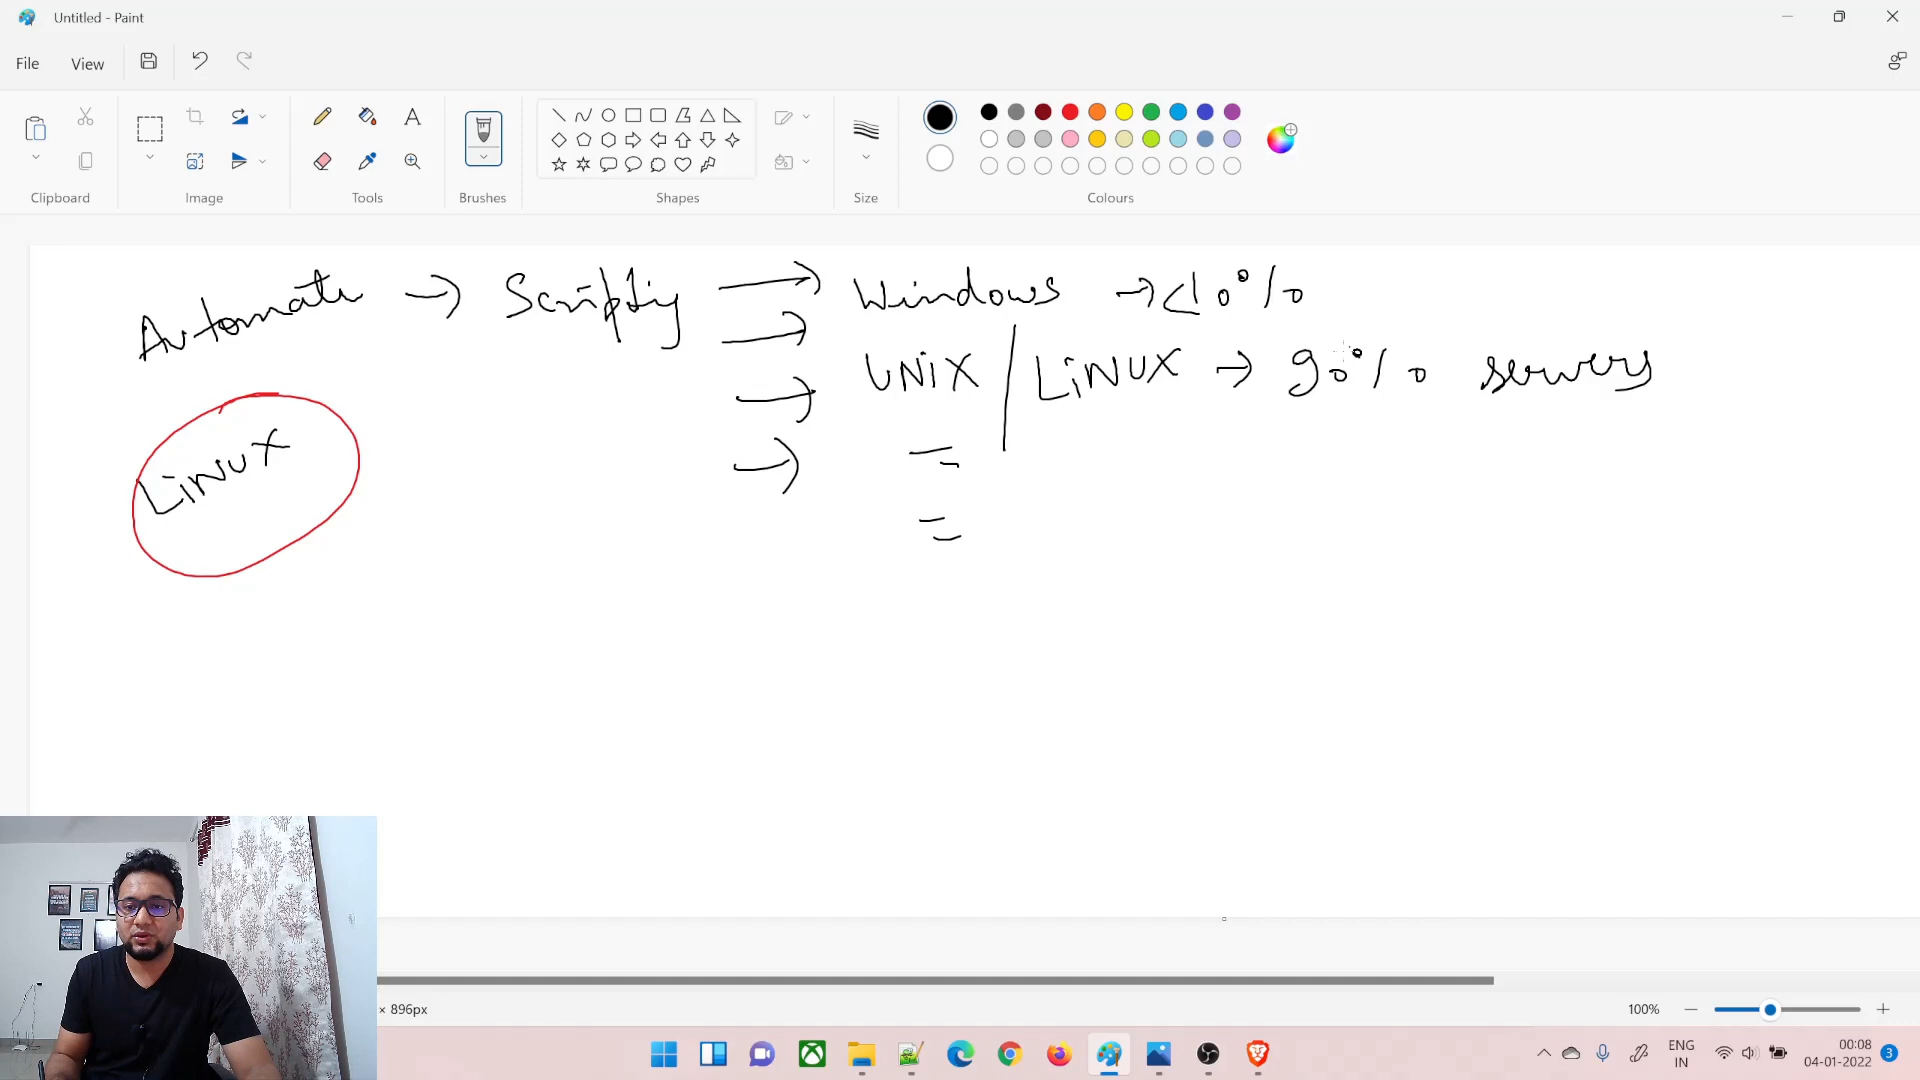 Untitled - Paint
File View
Clipboard Image Tools Brushes Shapes Size Colours
Automate → Scripting → Windows → <10%
→ UNIX / LINUX → 90% servers
→
→
LINUX
× 896px
100%
ENG 00:08
IN 04-01-2022 3